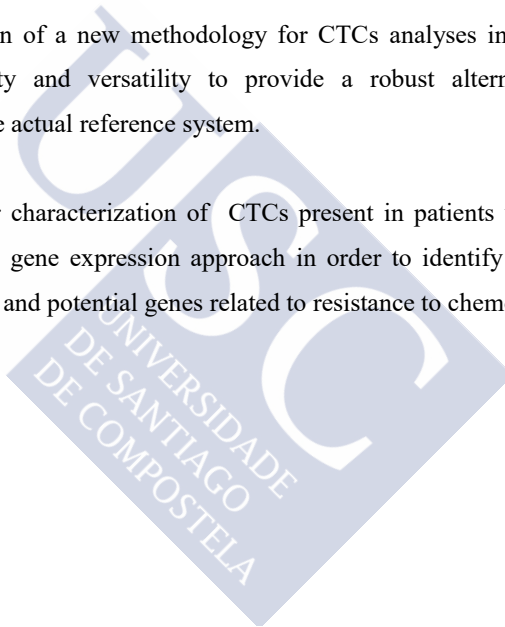 n of a new methodology for CTCs analyses in
ty and versatility to provide a robust altern
e actual reference system.
characterization of CTCs present in patients
gene expression approach in order to identify
and potential genes related to resistance to chemo
USC
UNIVERSIDADE
DE SANTIAGO
DE COMPOSTELA